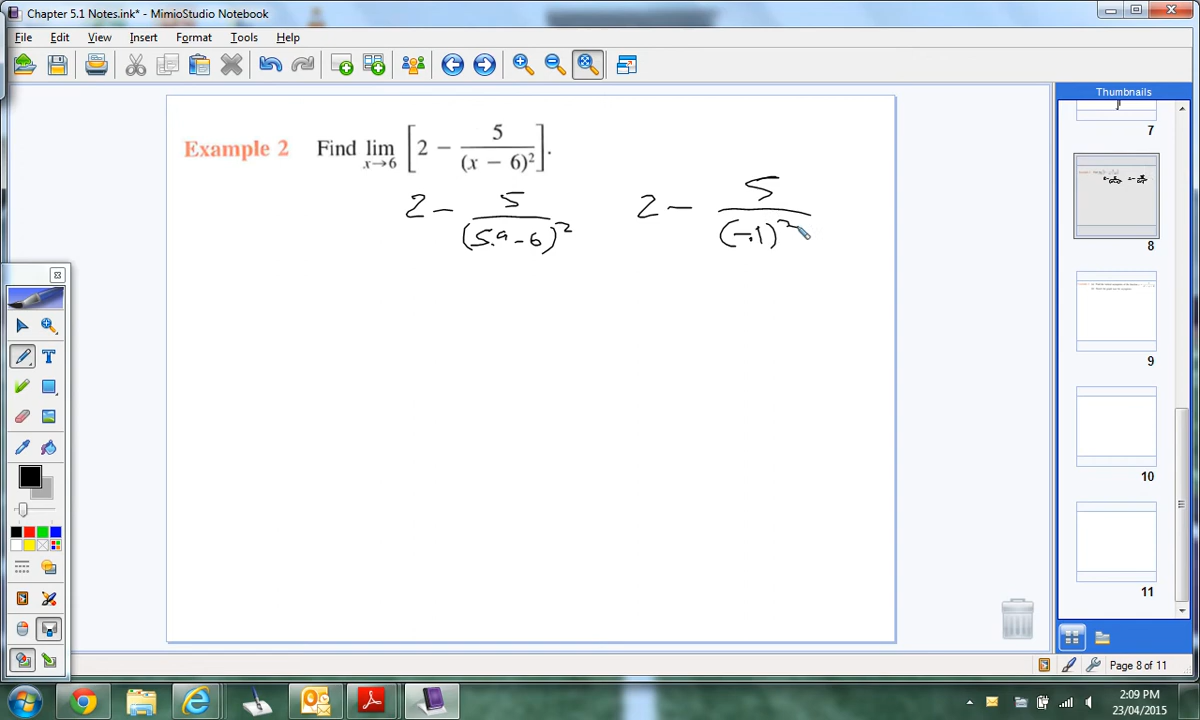 Chapter 5.1 Notes.ink* - MimioStudio Notebook
File Edit View Insert Format Tools Help
Thumbnails
7
8
9
10
11
Example 2 Find lim x→6 [2 − 5/(x − 6)²].
2 − 5/(5.9 − 6)² 2 − 5/(−.1)²
T
Page 8 of 11
2:09 PM
23/04/2015